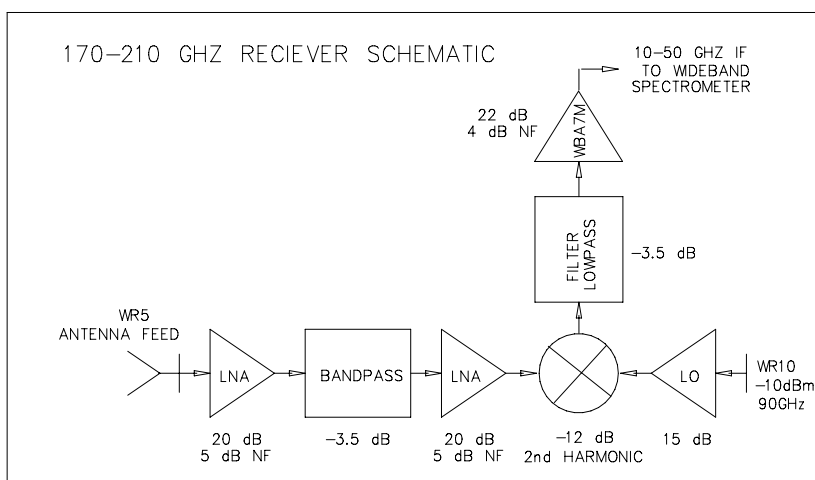 170-210 GHZ RECIEVER SCHEMATIC
10-50 GHZ IF
TO WIDEBAND
SPECTROMETER
22 dB
4 dB NF
WBA7M
FILTER
LOWPASS
-3.5 dB
WR5
ANTENNA FEED
LNA
BANDPASS
LNA
LO
WR10
-10dBm
90GHz
20 dB
5 dB NF
-3.5 dB
20 dB
5 dB NF
-12 dB
2nd HARMONIC
15 dB